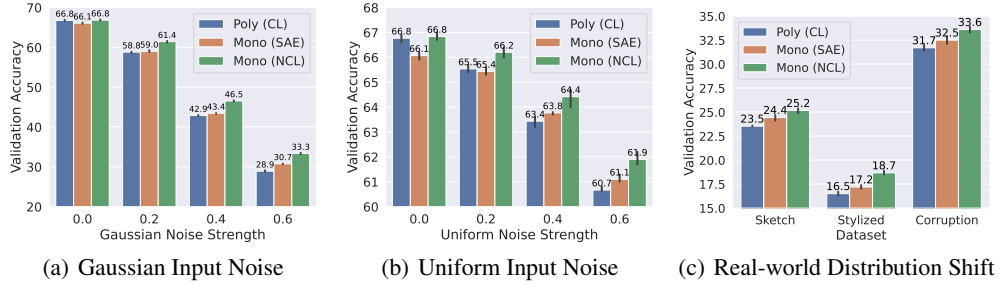 Validation Accuracy
70
60
50
40
30
20
66.8 66.1 66.8
58.8 59.0 61.4
42.9 43.4 46.5
28.9 30.7 33.3
Poly (CL)
Mono (SAE)
Mono (NCL)
0.0 0.2 0.4 0.6
Gaussian Noise Strength
(a) Gaussian Input Noise
Validation Accuracy
68
67
66
65
64
63
62
61
60
66.8 66.1 66.8
65.5 65.4 66.2
63.4 63.8 64.4
60.7 61.1 61.9
Poly (CL)
Mono (SAE)
Mono (NCL)
0.0 0.2 0.4 0.6
Uniform Noise Strength
(b) Uniform Input Noise
Validation Accuracy
35.0
32.5
30.0
27.5
25.0
22.5
20.0
17.5
15.0
Poly (CL)
Mono (SAE)
Mono (NCL)
23.5 24.4 25.2
16.5 17.2 18.7
31.7 32.5 33.6
Sketch Stylized Corruption
Dataset
(c) Real-world Distribution Shift